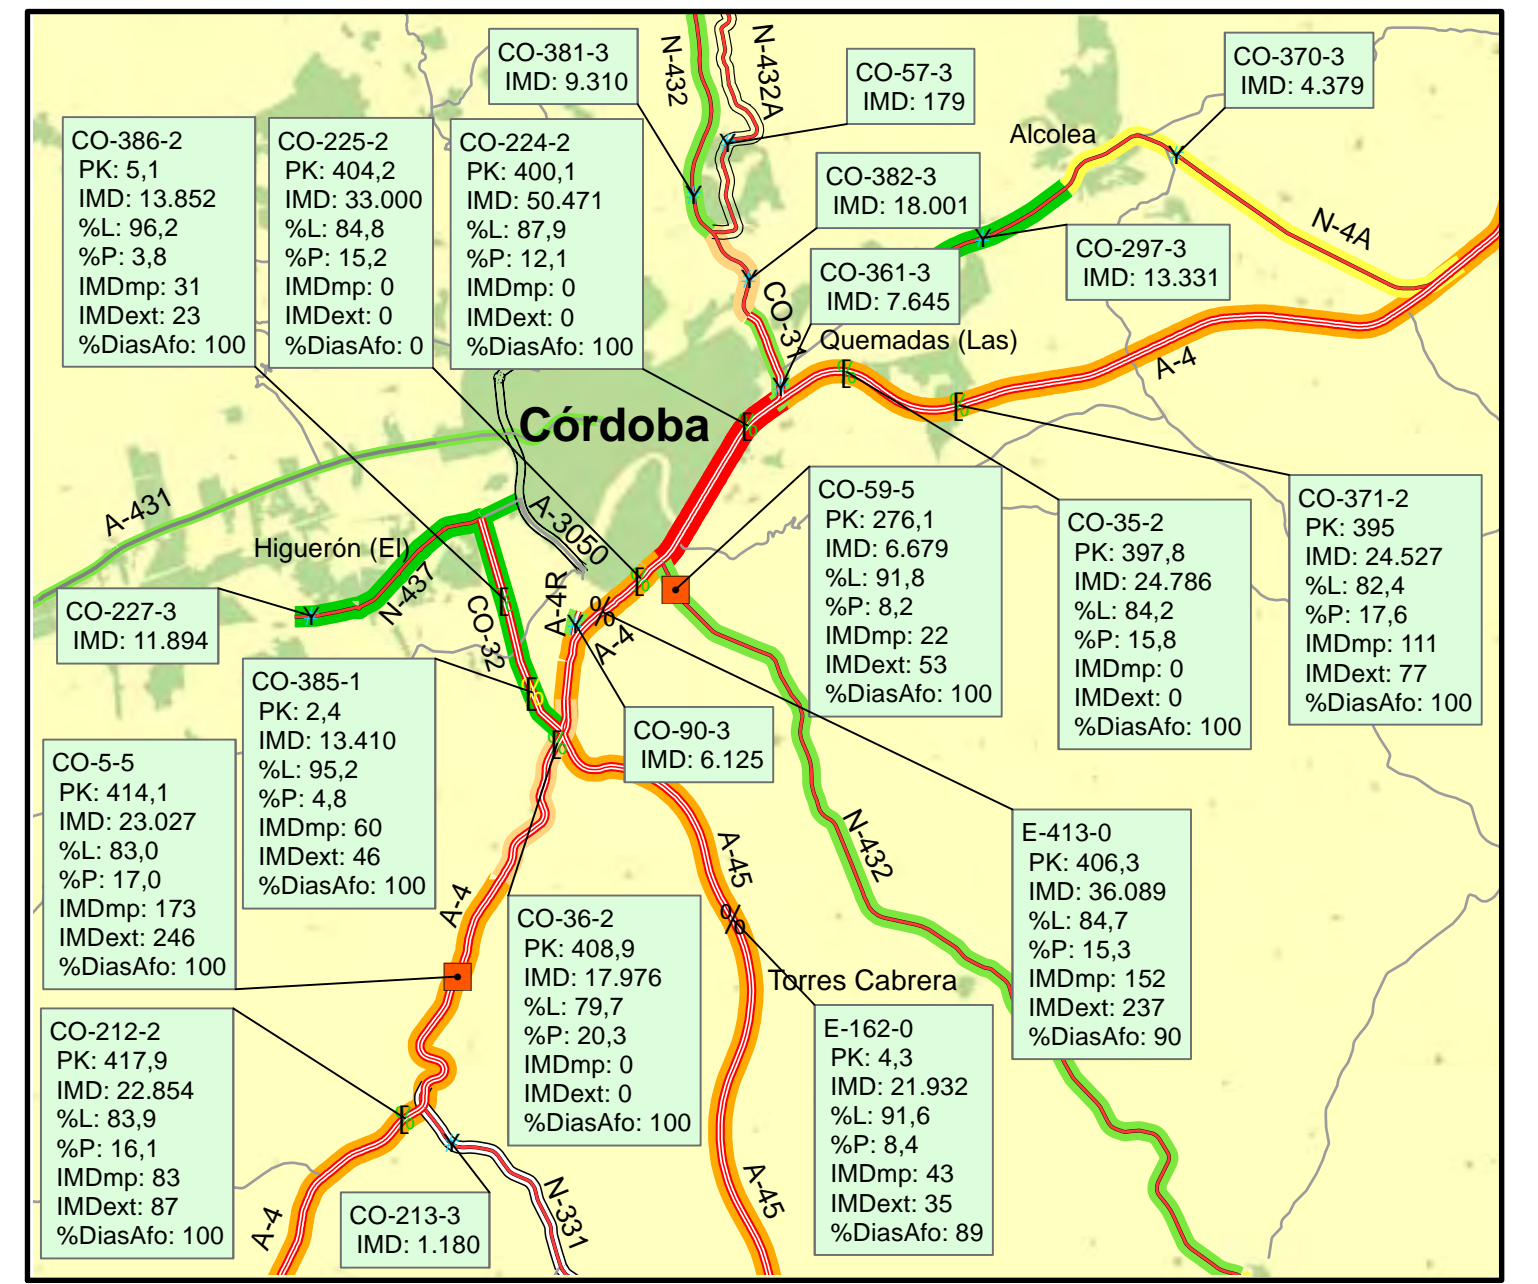 CO-381-3
IMD: 9.310
N-432
N-432A
CO-57-3
IMD: 179
CO-370-3
IMD: 4.379
Alcolea
CO-386-2
PK: 5,1
IMD: 13.852
%L: 96,2
%P: 3,8
IMDmp: 31
IMDext: 23
%DiasAfo: 100
CO-225-2
PK: 404,2
IMD: 33.000
%L: 84,8
%P: 15,2
IMDmp: 0
IMDext: 0
%DiasAfo: 0
CO-224-2
PK: 400,1
IMD: 50.471
%L: 87,9
%P: 12,1
IMDmp: 0
IMDext: 0
%DiasAfo: 100
CO-382-3
IMD: 18.001
N-4A
CO-297-3
IMD: 13.331
CO-361-3
IMD: 7.645
CO-31
Quemadas (Las)
A-4
Córdoba
A-431
A-3050
Higuerón (El)
N-437
CO-227-3
IMD: 11.894
CO-32
A-4R
%
A-4
CO-59-5
PK: 276,1
IMD: 6.679
%L: 91,8
%P: 8,2
IMDmp: 22
IMDext: 53
%DiasAfo: 100
CO-35-2
PK: 397,8
IMD: 24.786
%L: 84,2
%P: 15,8
IMDmp: 0
IMDext: 0
%DiasAfo: 100
CO-371-2
PK: 395
IMD: 24.527
%L: 82,4
%P: 17,6
IMDmp: 111
IMDext: 77
%DiasAfo: 100
CO-385-1
PK: 2,4
IMD: 13.410
%L: 95,2
%P: 4,8
IMDmp: 60
IMDext: 46
%DiasAfo: 100
CO-90-3
IMD: 6.125
CO-5-5
PK: 414,1
IMD: 23.027
%L: 83,0
%P: 17,0
IMDmp: 173
IMDext: 246
%DiasAfo: 100
A-4
A-45
%
N-432
E-413-0
PK: 406,3
IMD: 36.089
%L: 84,7
%P: 15,3
IMDmp: 152
IMDext: 237
%DiasAfo: 90
CO-36-2
PK: 408,9
IMD: 17.976
%L: 79,7
%P: 20,3
IMDmp: 0
IMDext: 0
%DiasAfo: 100
Torres Cabrera
E-162-0
PK: 4,3
IMD: 21.932
%L: 91,6
%P: 8,4
IMDmp: 43
IMDext: 35
%DiasAfo: 89
CO-212-2
PK: 417,9
IMD: 22.854
%L: 83,9
%P: 16,1
IMDmp: 83
IMDext: 87
%DiasAfo: 100
A-4
CO-213-3
IMD: 1.180
N-331
A-45